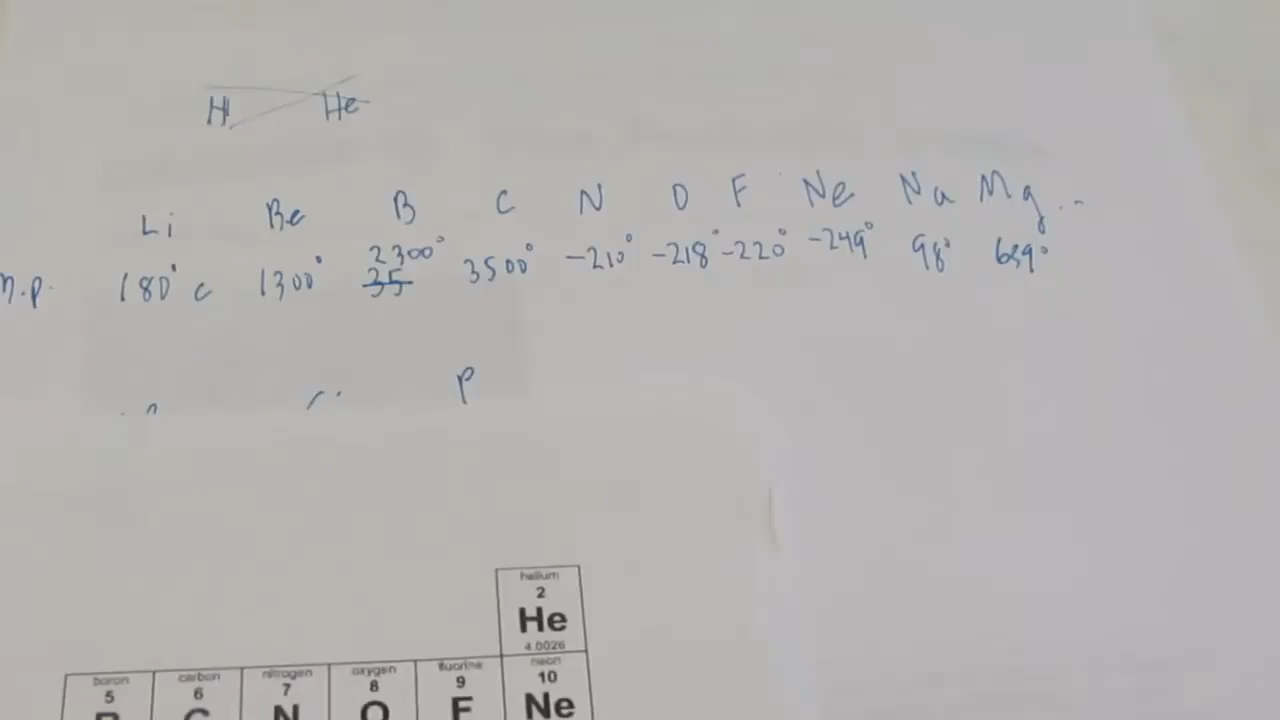 H He
Li Be B C N O F Ne Na Mg ...
m.p. 180° c 1300° 2300° 3500° -210° -218° -220° -249° 98° 659°
35
P
helium
2
He
4.0026
boron carbon nitrogen oxygen fluorine neon
5 6 7 8 9 10
B C N O F Ne